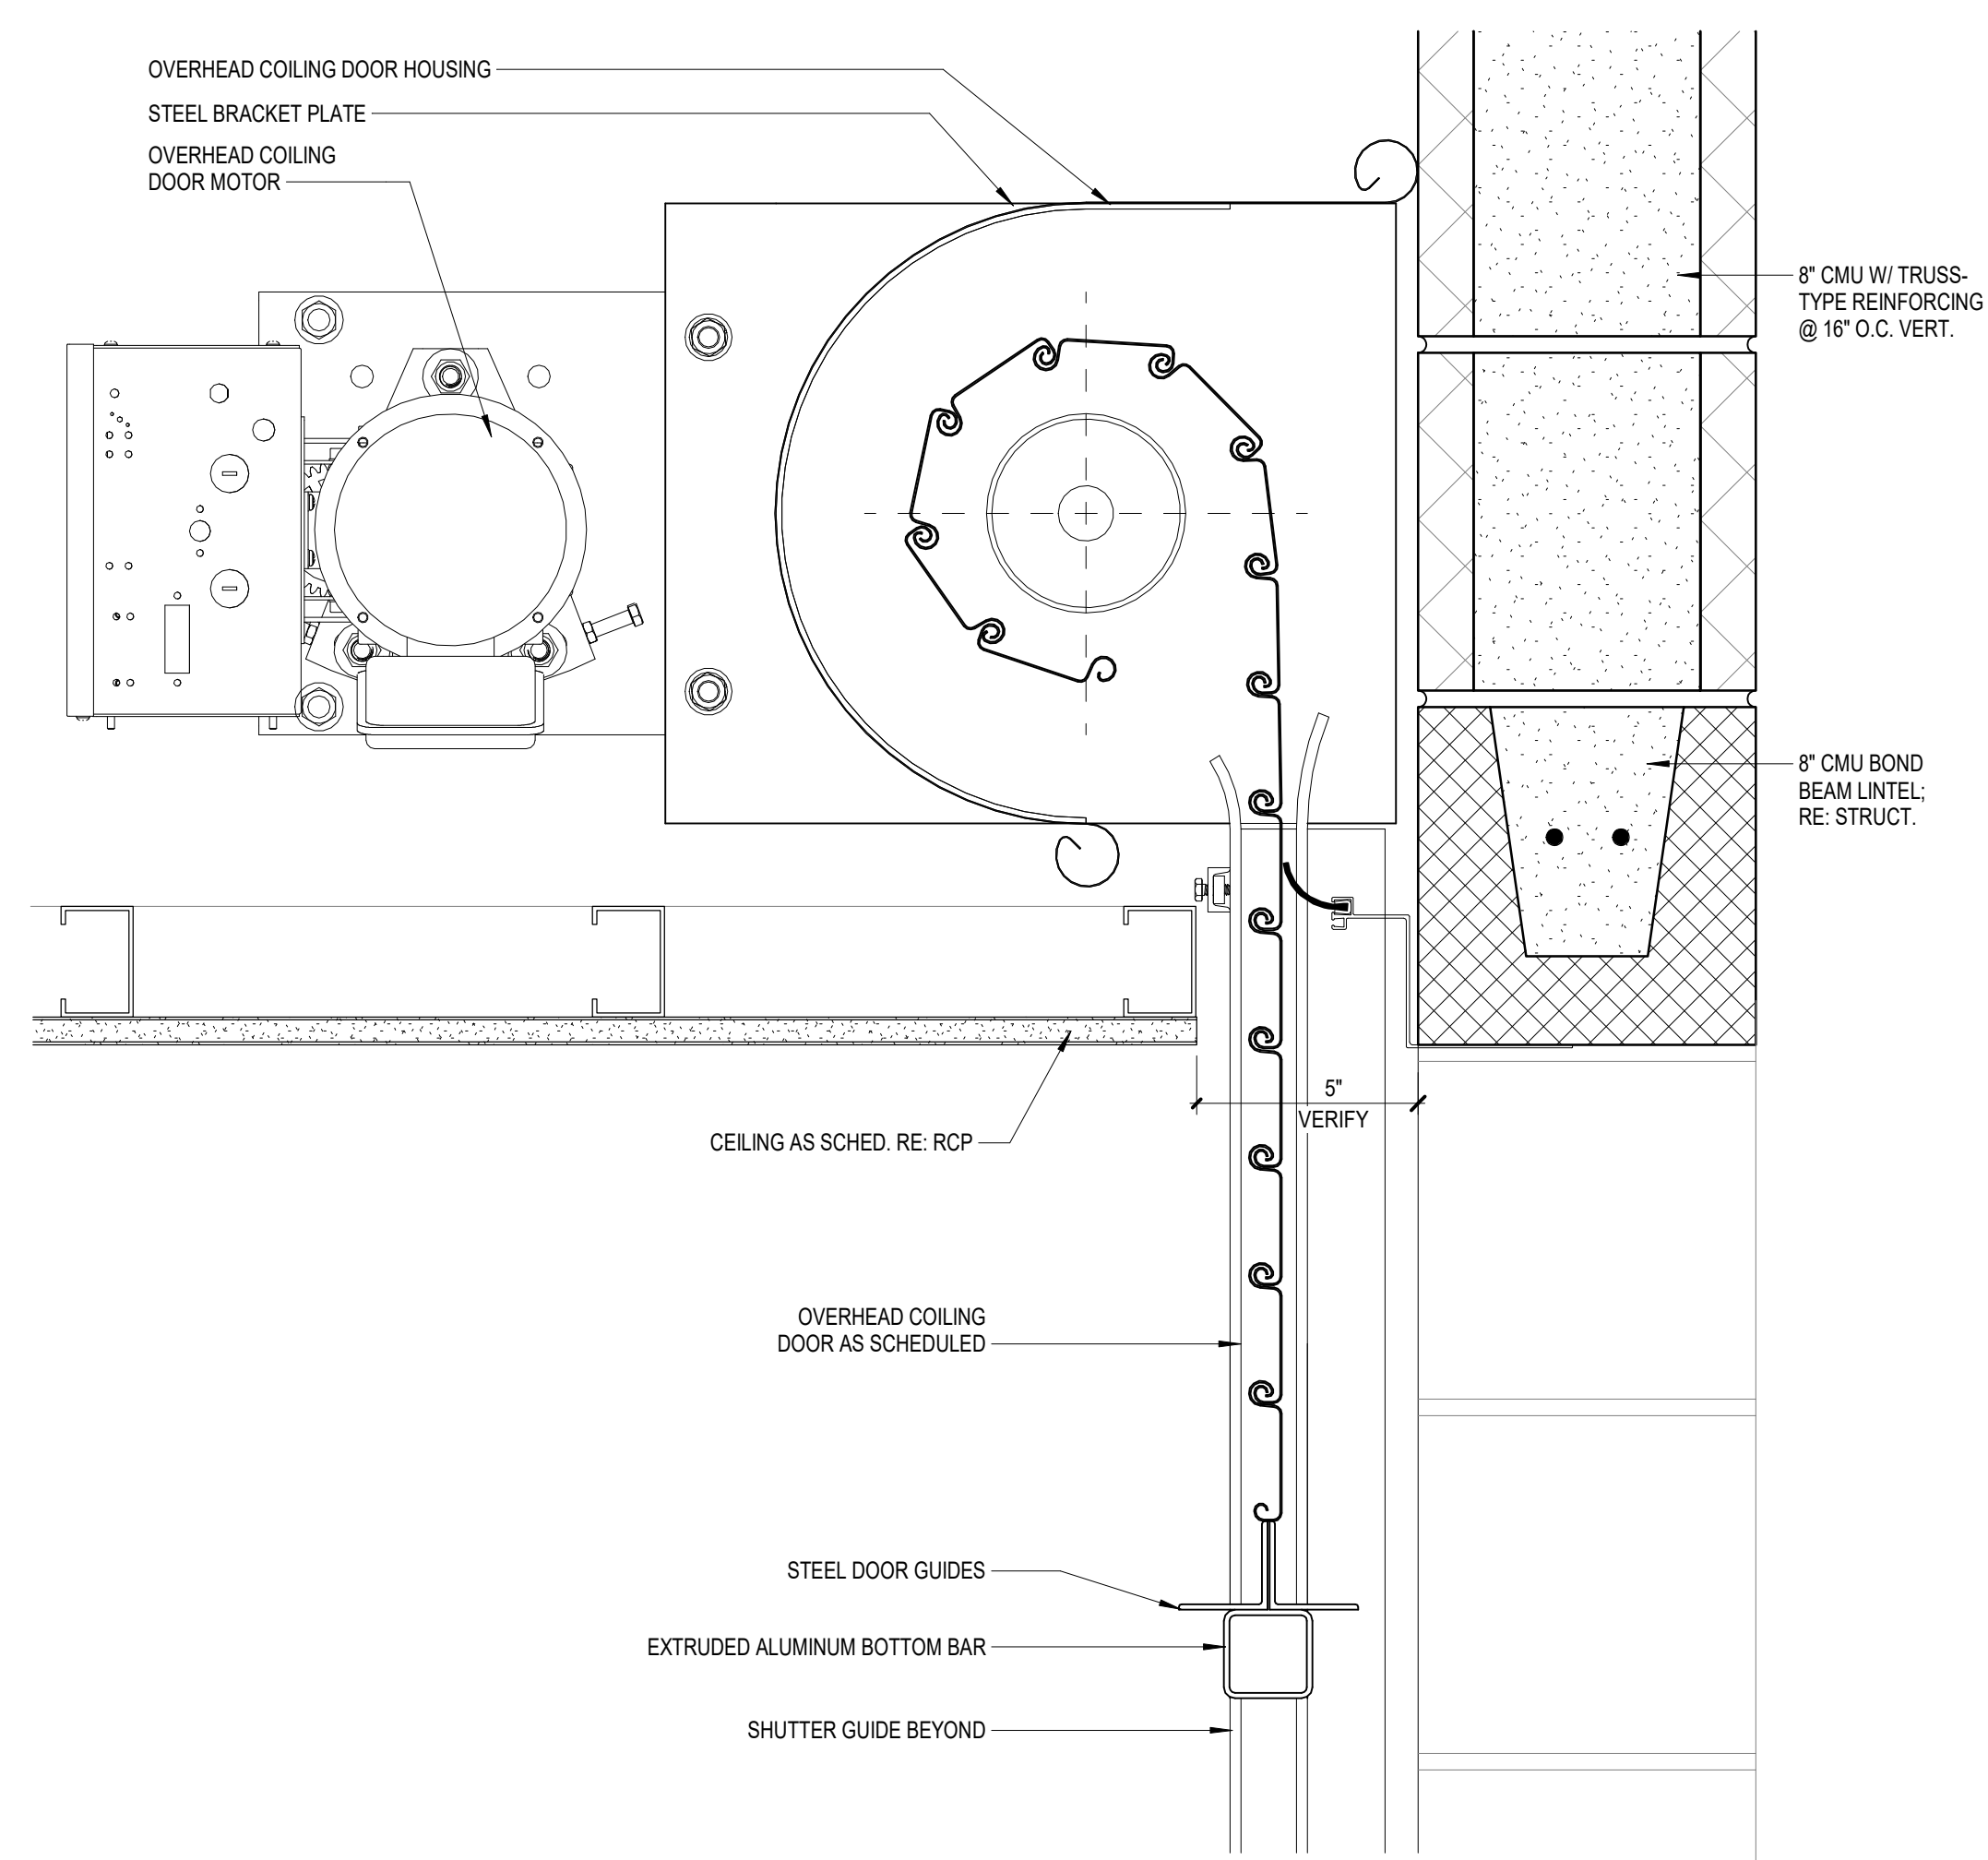 OVERHEAD COILING DOOR HOUSING
STEEL BRACKET PLATE
OVERHEAD COILING
DOOR MOTOR
8" CMU W/ TRUSS-
TYPE REINFORCING
@ 16" O.C. VERT.
8" CMU BOND
BEAM LINTEL;
RE: STRUCT.
5"
VERIFY
CEILING AS SCHED. RE: RCP
OVERHEAD COILING
DOOR AS SCHEDULED
STEEL DOOR GUIDES
EXTRUDED ALUMINUM BOTTOM BAR
SHUTTER GUIDE BEYOND